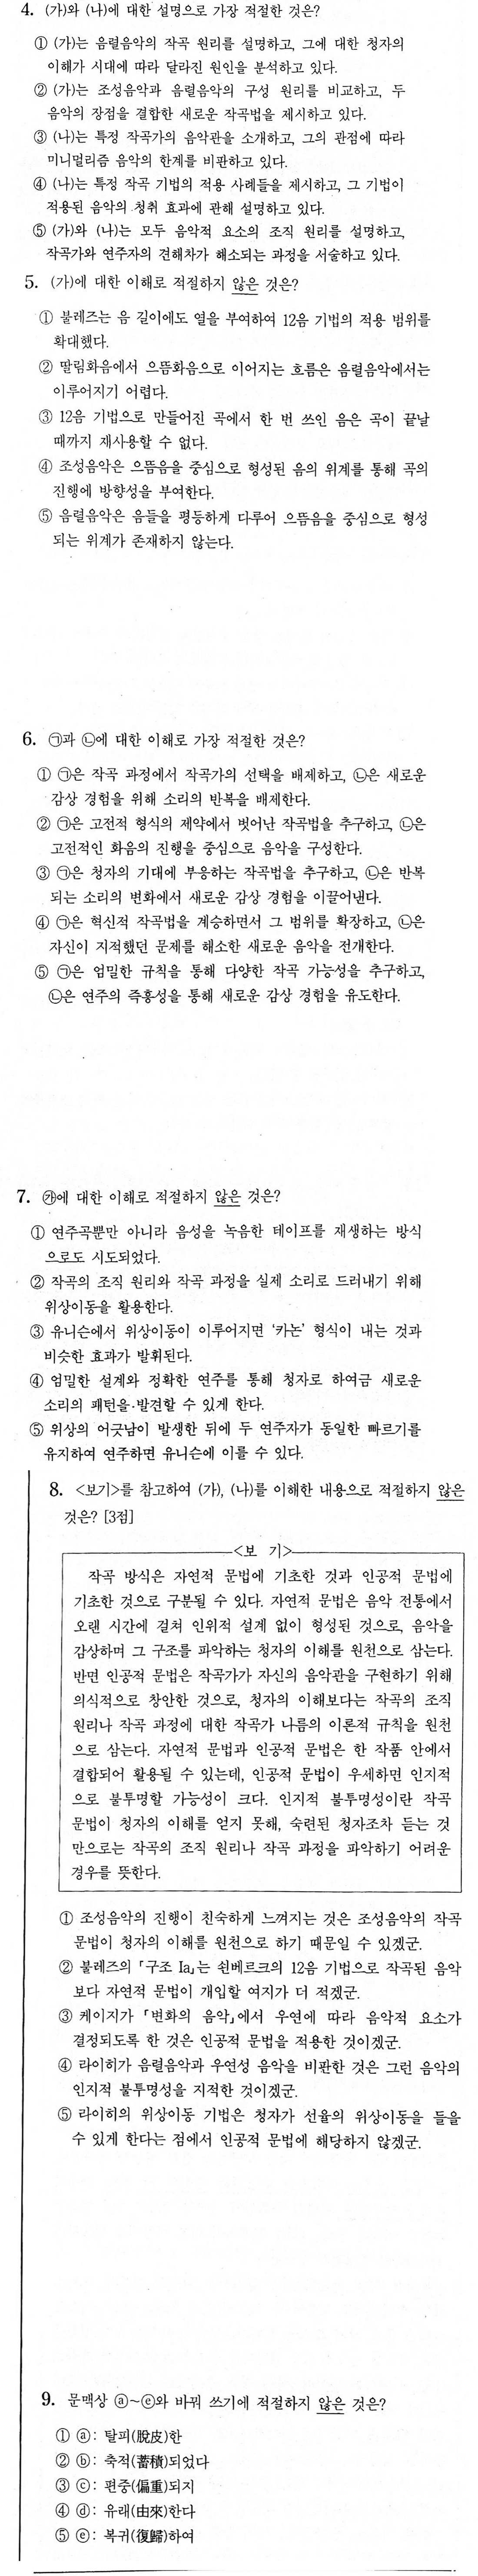 4. (가)와 (나)에 대한 설명으로 가장 적절한 것은?
① (가)는 음렬음악의 작곡 원리를 설명하고, 그에 대한 청자의
이해가 시대에 따라 달라진 원인을 분석하고 있다.
② (가)는 조성음악과 음렬음악의 구성 원리를 비교하고, 두
음악의 장점을 결합한 새로운 작곡법을 제시하고 있다.
③ (나)는 특정 작곡가의 음악관을 소개하고, 그의 관점에 따라
미니멀리즘 음악의 한계를 비판하고 있다.
④ (나)는 특정 작곡 기법의 적용 사례들을 제시하고, 그 기법이
적용된 음악의 청취 효과에 관해 설명하고 있다.
⑤ (가)와 (나)는 모두 음악적 요소의 조직 원리를 설명하고,
작곡가와 연주자의 견해차가 해소되는 과정을 서술하고 있다.
5. (가)에 대한 이해로 적절하지 않은 것은?
① 불레즈는 음 길이에도 열을 부여하여 12음 기법의 적용 범위를
확대했다.
② 딸림화음에서 으뜸화음으로 이어지는 흐름은 음렬음악에서는
이루어지기 어렵다.
③ 12음 기법으로 만들어진 곡에서 한 번 쓰인 음은 곡이 끝날
때까지 재사용할 수 없다.
④ 조성음악은 으뜸음을 중심으로 형성된 음의 위계를 통해 곡의
진행에 방향성을 부여한다.
⑤ 음렬음악은 음들을 평등하게 다루어 으뜸음을 중심으로 형성
되는 위계가 존재하지 않는다.
6. ㉠과 ㉡에 대한 이해로 가장 적절한 것은?
① ㉠은 작곡 과정에서 작곡가의 선택을 배제하고, ㉡은 새로운
감상 경험을 위해 소리의 반복을 배제한다.
② ㉠은 고전적 형식의 제약에서 벗어난 작곡법을 추구하고, ㉡은
고전적인 화음의 진행을 중심으로 음악을 구성한다.
③ ㉠은 청자의 기대에 부응하는 작곡법을 추구하고, ㉡은 반복
되는 소리의 변화에서 새로운 감상 경험을 이끌어낸다.
④ ㉠은 혁신적 작곡법을 계승하면서 그 범위를 확장하고, ㉡은
자신이 지적했던 문제를 해소한 새로운 음악을 전개한다.
⑤ ㉠은 엄밀한 규칙을 통해 다양한 작곡 가능성을 추구하고,
㉡은 연주의 즉흥성을 통해 새로운 감상 경험을 유도한다.
7. ㉮에 대한 이해로 적절하지 않은 것은?
① 연주곡뿐만 아니라 음성을 녹음한 테이프를 재생하는 방식
으로도 시도되었다.
② 작곡의 조직 원리와 작곡 과정을 실제 소리로 드러내기 위해
위상이동을 활용한다.
③ 유니슨에서 위상이동이 이루어지면 ‘카논’ 형식이 내는 것과
비슷한 효과가 발휘된다.
④ 엄밀한 설계와 정확한 연주를 통해 청자로 하여금 새로운
소리의 패턴을 발견할 수 있게 한다.
⑤ 위상의 어긋남이 발생한 뒤에 두 연주자가 동일한 빠르기를
유지하여 연주하면 유니슨에 이를 수 있다.
8. <보기>를 참고하여 (가), (나)를 이해한 내용으로 적절하지 않은
것은? [3점]
<보 기>
작곡 방식은 자연적 문법에 기초한 것과 인공적 문법에
기초한 것으로 구분될 수 있다. 자연적 문법은 음악 전통에서
오랜 시간에 걸쳐 인위적 설계 없이 형성된 것으로, 음악을
감상하며 그 구조를 파악하는 청자의 이해를 원천으로 삼는다.
반면 인공적 문법은 작곡가가 자신의 음악관을 구현하기 위해
의식적으로 창안한 것으로, 청자의 이해보다는 작곡의 조직
원리나 작곡 과정에 대한 작곡가 나름의 이론적 규칙을 원천
으로 삼는다. 자연적 문법과 인공적 문법은 한 작품 안에서
결합되어 활용될 수 있는데, 인공적 문법이 우세하면 인지적
으로 불투명할 가능성이 크다. 인지적 불투명성이란 작곡
문법이 청자의 이해를 얻지 못해, 숙련된 청자조차 듣는 것
만으로는 작곡의 조직 원리나 작곡 과정을 파악하기 어려운
경우를 뜻한다.
① 조성음악의 진행이 친숙하게 느껴지는 것은 조성음악의 작곡
문법이 청자의 이해를 원천으로 하기 때문일 수 있겠군.
② 불레즈의 「구조 Ia」는 쇤베르크의 12음 기법으로 작곡된 음악
보다 자연적 문법이 개입할 여지가 더 적겠군.
③ 케이지가 「변화의 음악」에서 우연에 따라 음악적 요소가
결정되도록 한 것은 인공적 문법을 적용한 것이겠군.
④ 라이히가 음렬음악과 우연성 음악을 비판한 것은 그런 음악의
인지적 불투명성을 지적한 것이겠군.
⑤ 라이히의 위상이동 기법은 청자가 선율의 위상이동을 들을
수 있게 한다는 점에서 인공적 문법에 해당하지 않겠군.
9. 문맥상 ⓐ~ⓔ와 바꿔 쓰기에 적절하지 않은 것은?
① ⓐ: 탈피(脫皮)한
② ⓑ: 축적(蓄積)되었다
③ ⓒ: 편중(偏重)되지
④ ⓓ: 유래(由來)한다
⑤ ⓔ: 복귀(復歸)하여